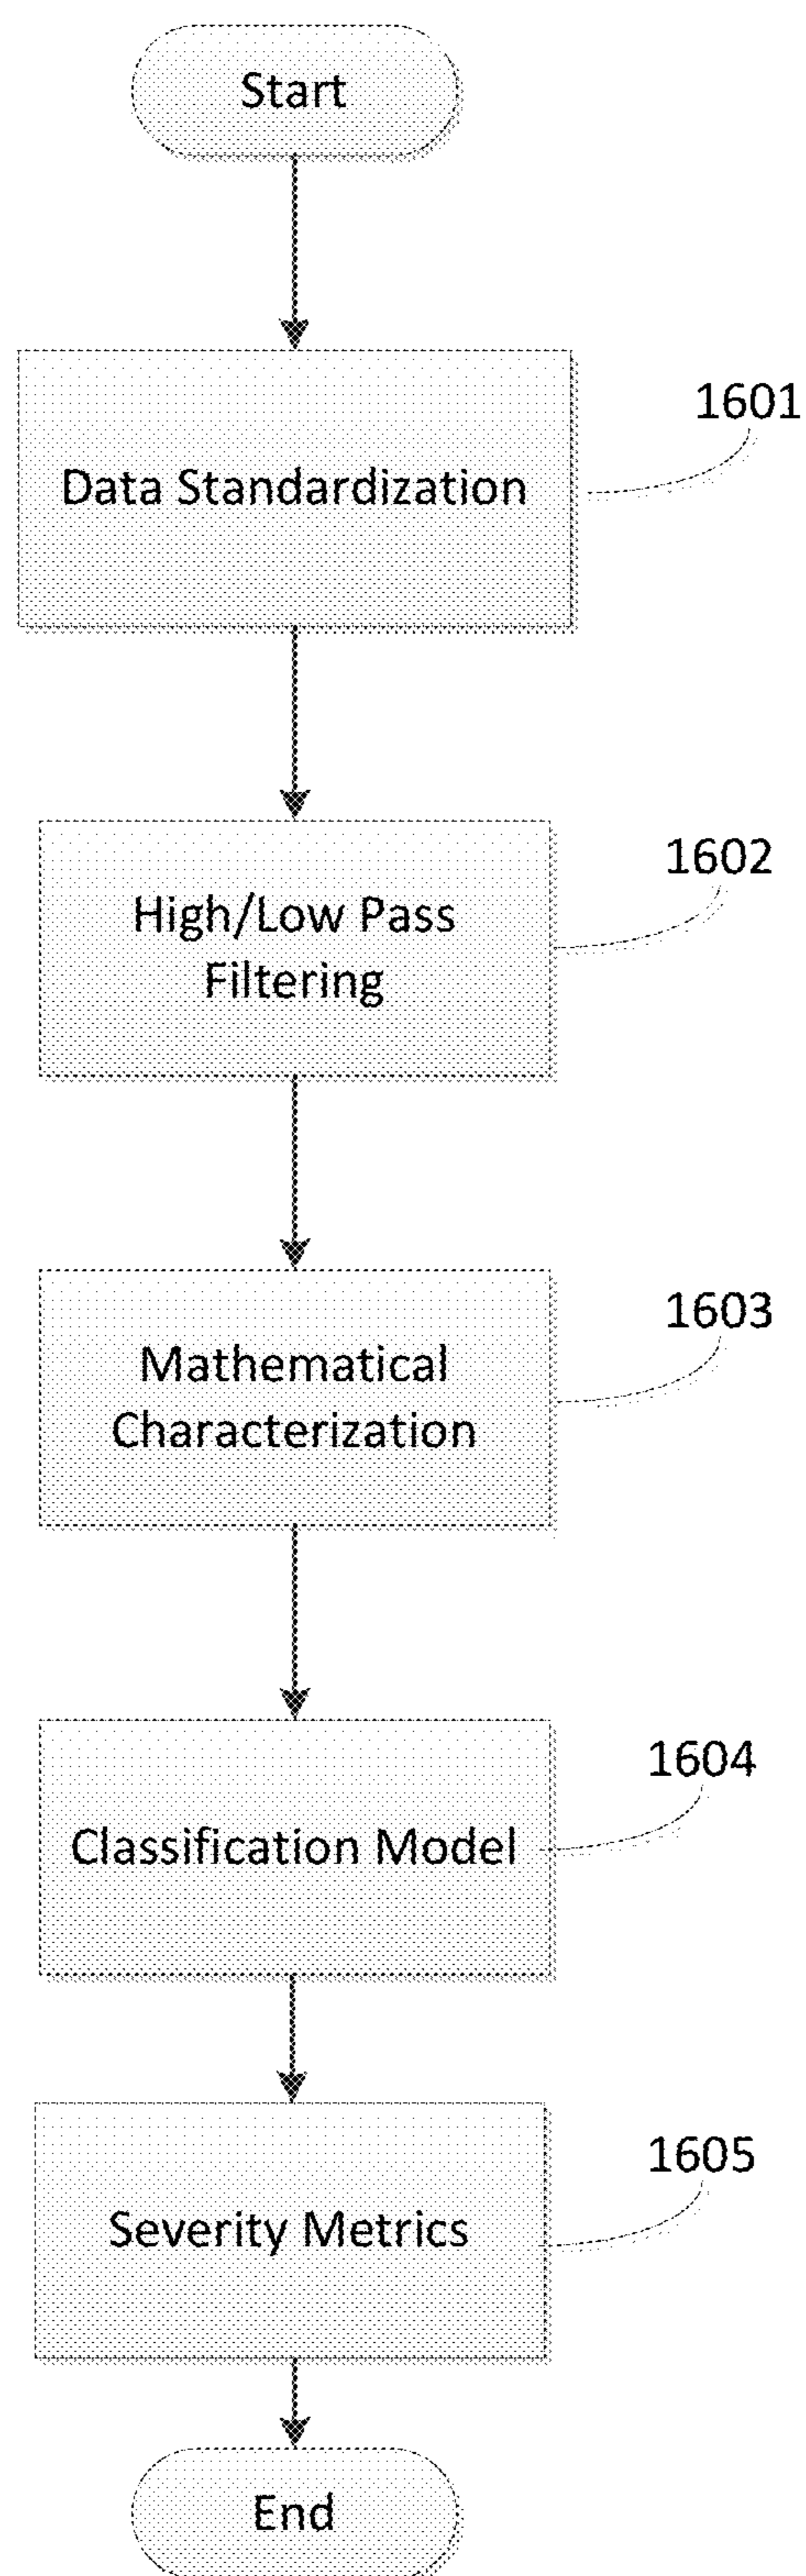 Start
1601
Data Standardization
1602
High/Low Pass
Filtering
1603
Mathematical
Characterization
1604
Classification Model
1605
Severity Metrics
End